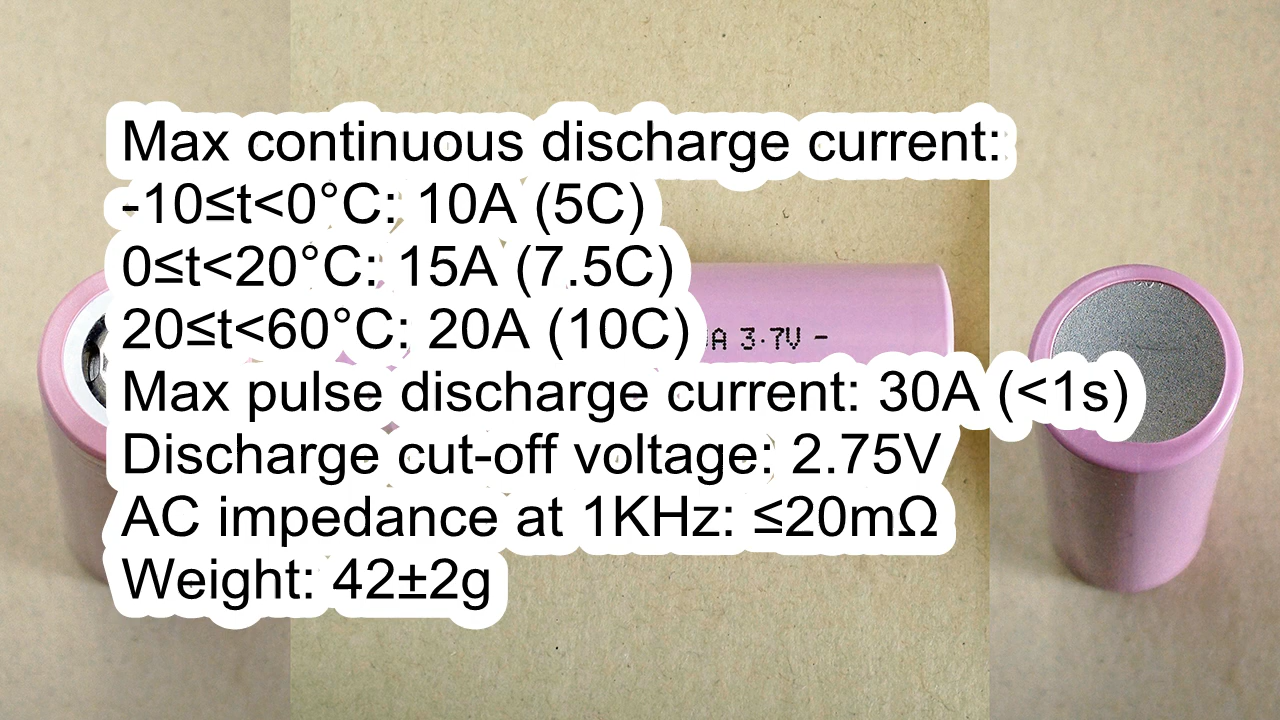 Max continuous discharge current:
-10≤t<0°C: 10A (5C)
0≤t<20°C: 15A (7.5C)
20≤t<60°C: 20A (10C)
3.7V -
Max pulse discharge current: 30A (<1s)
Discharge cut-off voltage: 2.75V
AC impedance at 1KHz: ≤20mΩ
Weight: 42±2g